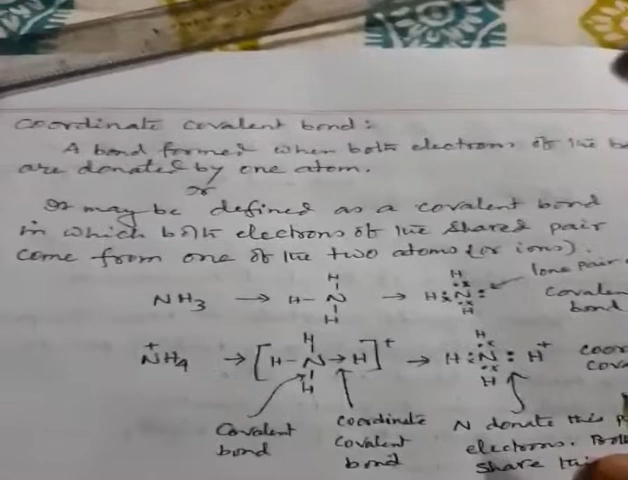 Coordinate covalent bond:
A bond formed when both electrons of the
are donated by one atom.
or
It may be defined as a covalent bond
in which both electrons of the shared pair
come from one of the two atoms (or ions).
H
NH3 → H- N → H N lone pair
H
H
H
covalent
bond
H H
+NH4 → [H-N→H]+ → H N : H+
H
H
covalent
bond
coordinate
covalent
bond
N donate this
electrons.
share